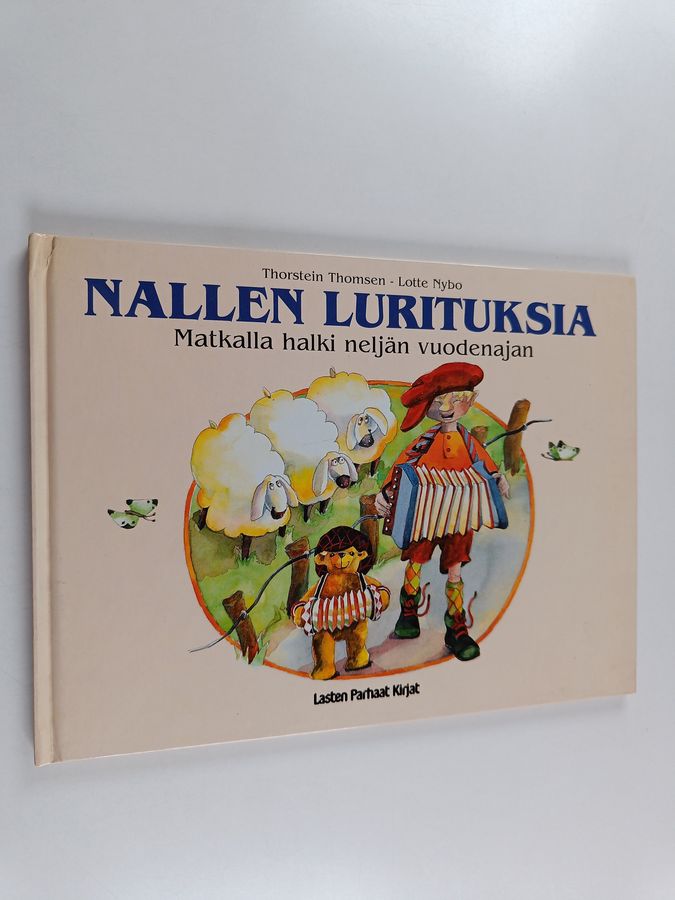 Thorstein Thomsen - Lotte Nybo
NALLEN LURITUKSIA
Matkalla halki neljän vuodenajan
Lasten Parhaat Kirjat